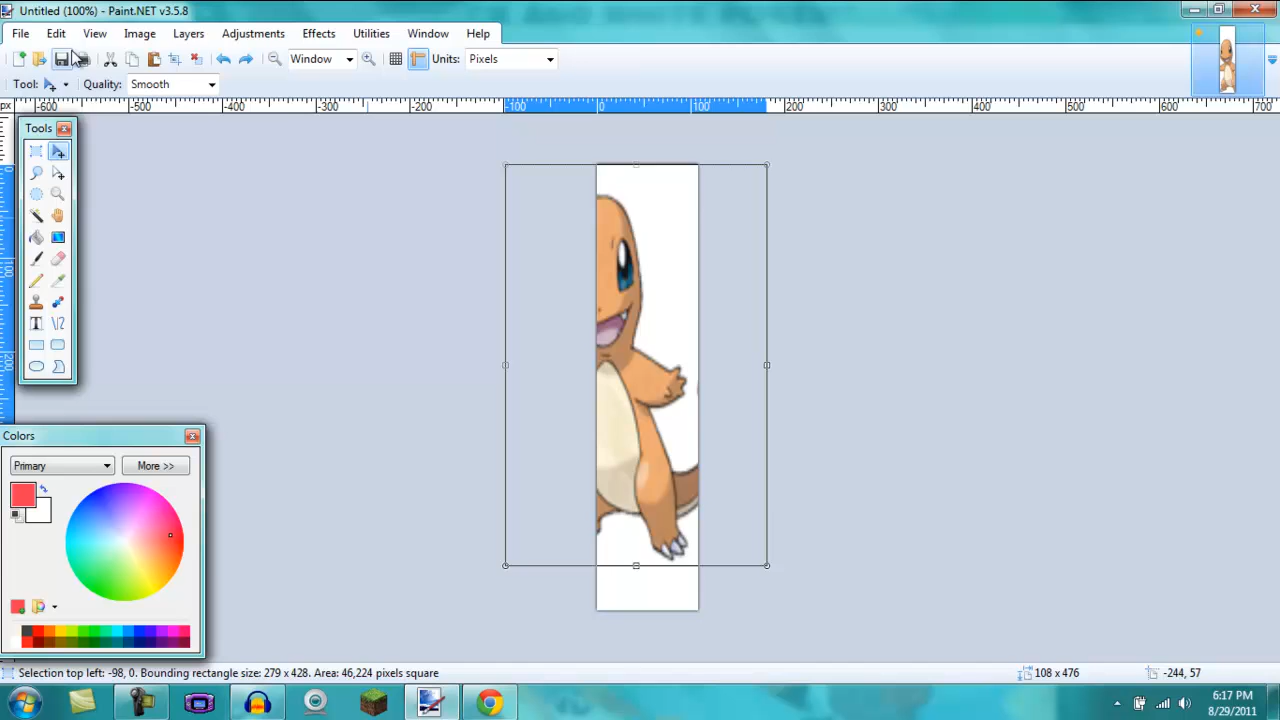 Untitled (100%) - Paint.NET v3.5.8
File Edit View Image Layers Adjustments Effects Utilities Window Help
Window Units: Pixels
Tool: Quality: Smooth
px -600 -500 -400 -300 -200 -100 0 100 200 300 400 500 600 700
Tools
0
100
200
Colors
Primary More >>
Selection top left: -98, 0. Bounding rectangle size: 279 x 428. Area: 46,224 pixels square 108 x 476 -244, 57
6:17 PM
8/29/2011